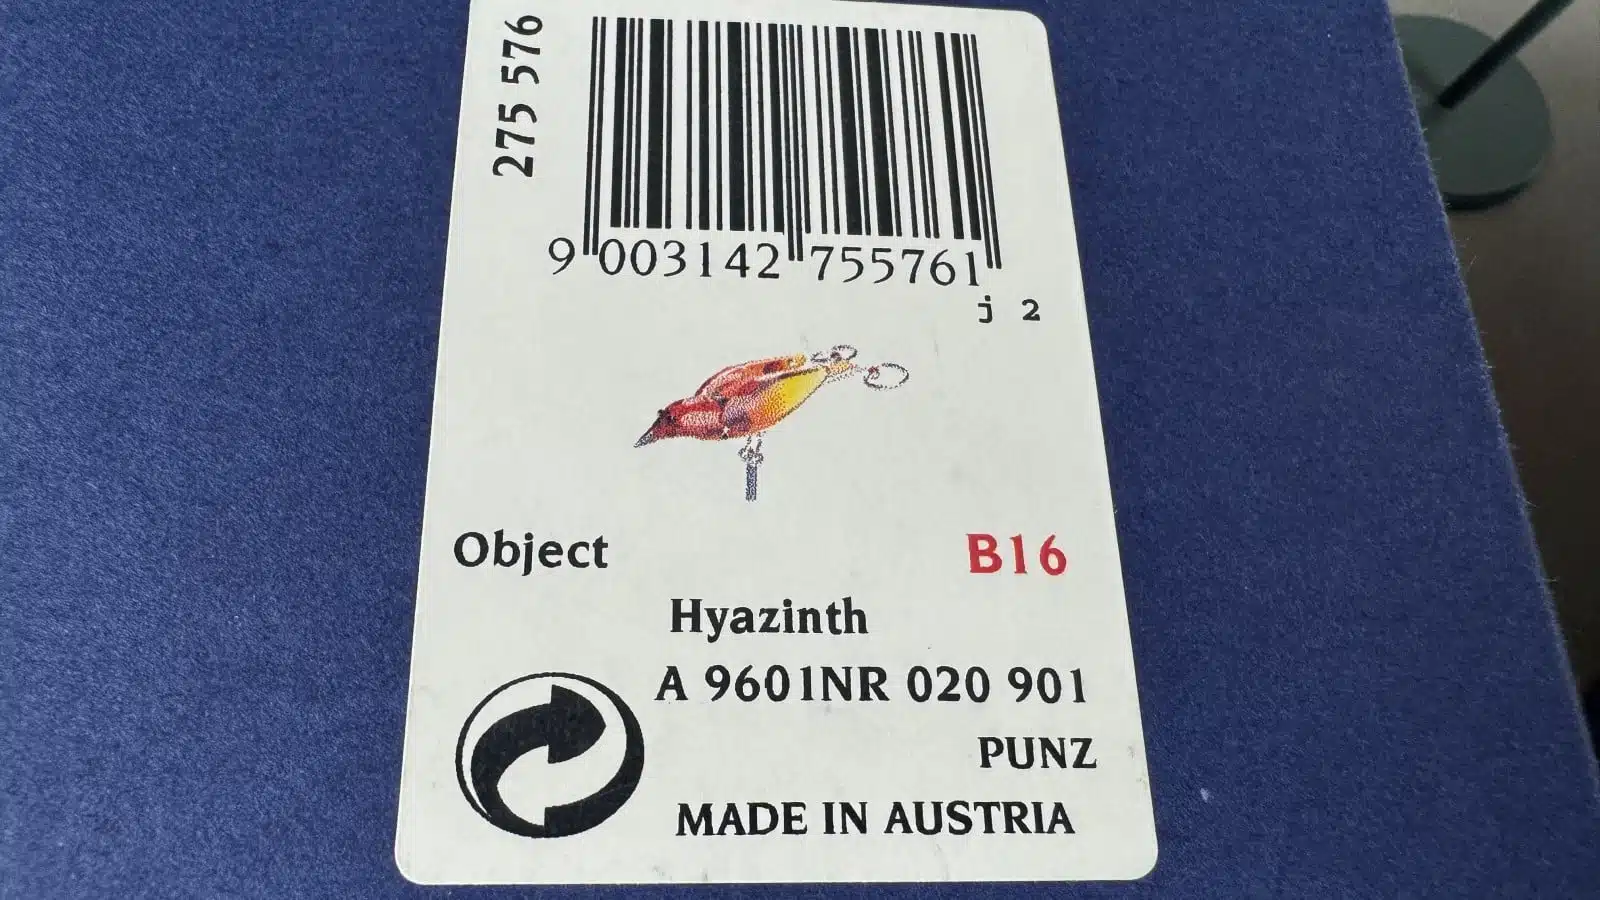 275 576
9 003142 755761
j 2
Object B16
Hyazinth
A 9601NR 020 901
PUNZ
MADE IN AUSTRIA